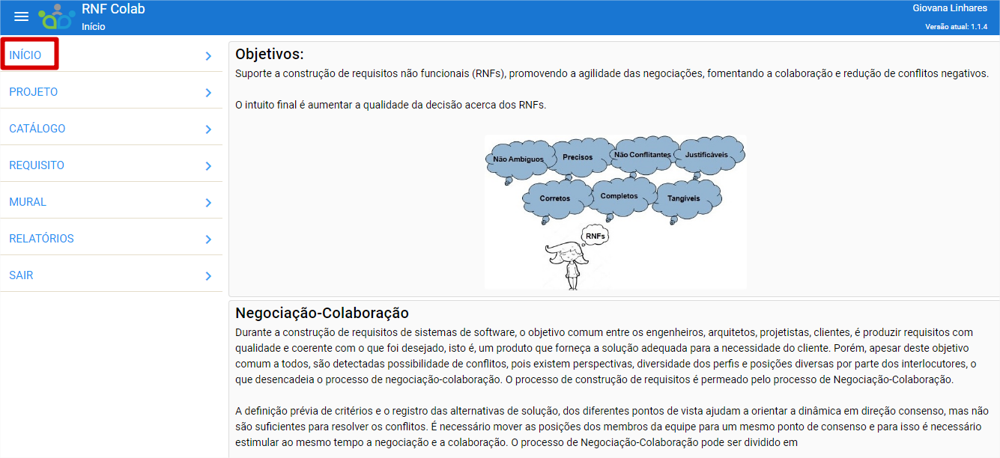 RNF Colab
Início
Giovana Linhares
Versão atual: 1.1.4
INÍCIO
PROJETO
CATÁLOGO
REQUISITO
MURAL
RELATÓRIOS
SAIR
Objetivos:
Suporte a construção de requisitos não funcionais (RNFs), promovendo a agilidade das negociações, fomentando a colaboração e redução de conflitos negativos.
O intuito final é aumentar a qualidade da decisão acerca dos RNFs.
Não Ambiguos
Precisos
Não Conflitantes
Justificáveis
Corretos
Completos
Tangíveis
RNFs
Negociação-Colaboração
Durante a construção de requisitos de sistemas de software, o objetivo comum entre os engenheiros, arquitetos, projetistas, clientes, é produzir requisitos com
qualidade e coerente com o que foi desejado, isto é, um produto que forneça a solução adequada para a necessidade do cliente. Porém, apesar deste objetivo
comum a todos, são detectadas possibilidade de conflitos, pois existem perspectivas, diversidade dos perfis e posições diversas por parte dos interlocutores, o
que desencadeia o processo de negociação-colaboração. O processo de construção de requisitos é permeado pelo processo de Negociação-Colaboração.
A definição prévia de critérios e o registro das alternativas de solução, dos diferentes pontos de vista ajudam a orientar a dinâmica em direção consenso, mas não
são suficientes para resolver os conflitos. É necessário mover as posições dos membros da equipe para um mesmo ponto de consenso e para isso é necessário
estimular ao mesmo tempo a negociação e a colaboração. O processo de Negociação-Colaboração pode ser dividido em